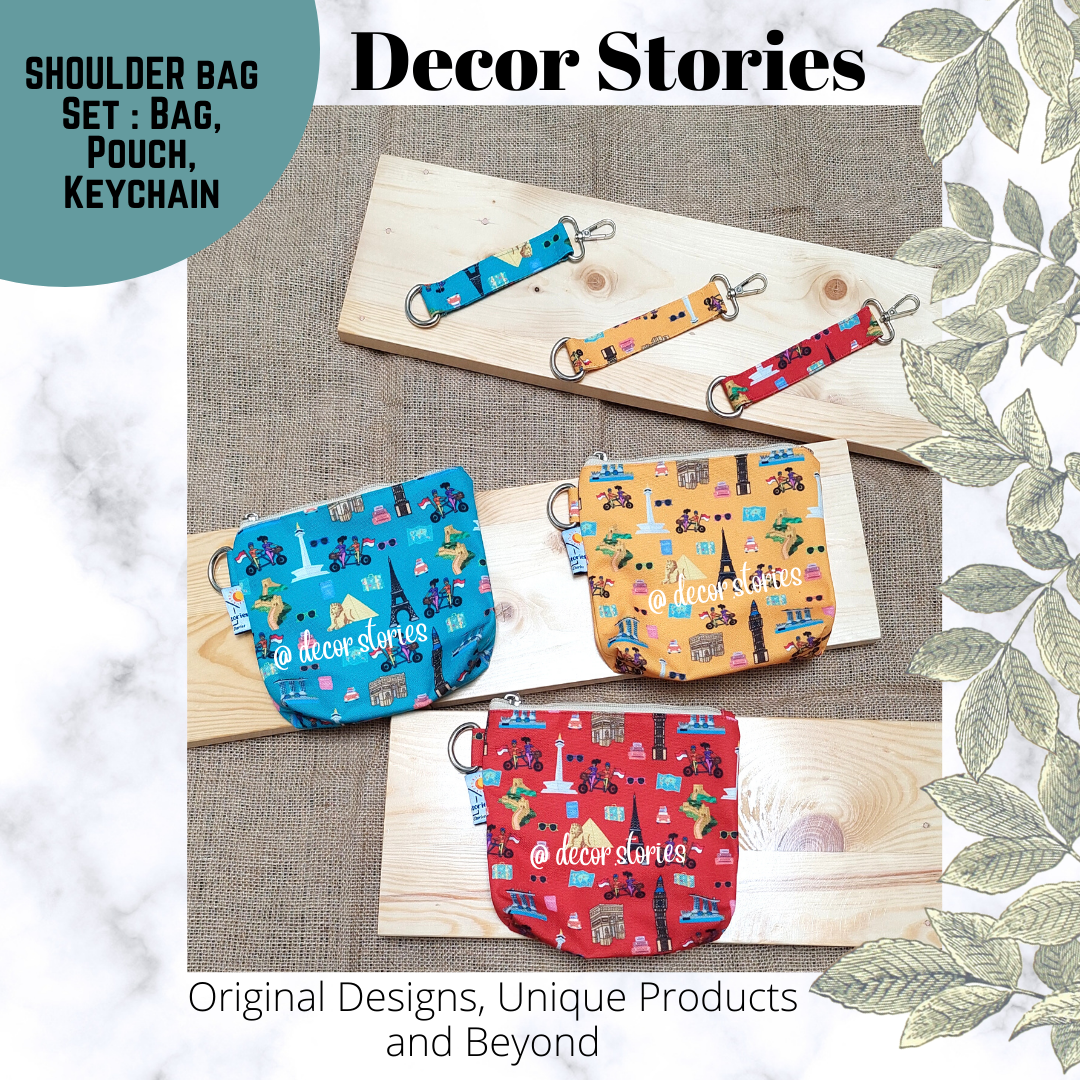 SHOULDER BAG
SET : BAG,
POUCH,
KEYCHAIN
Decor Stories
@ decor stories
@ decor stories
@ decor stories
Original Designs, Unique Products
and Beyond